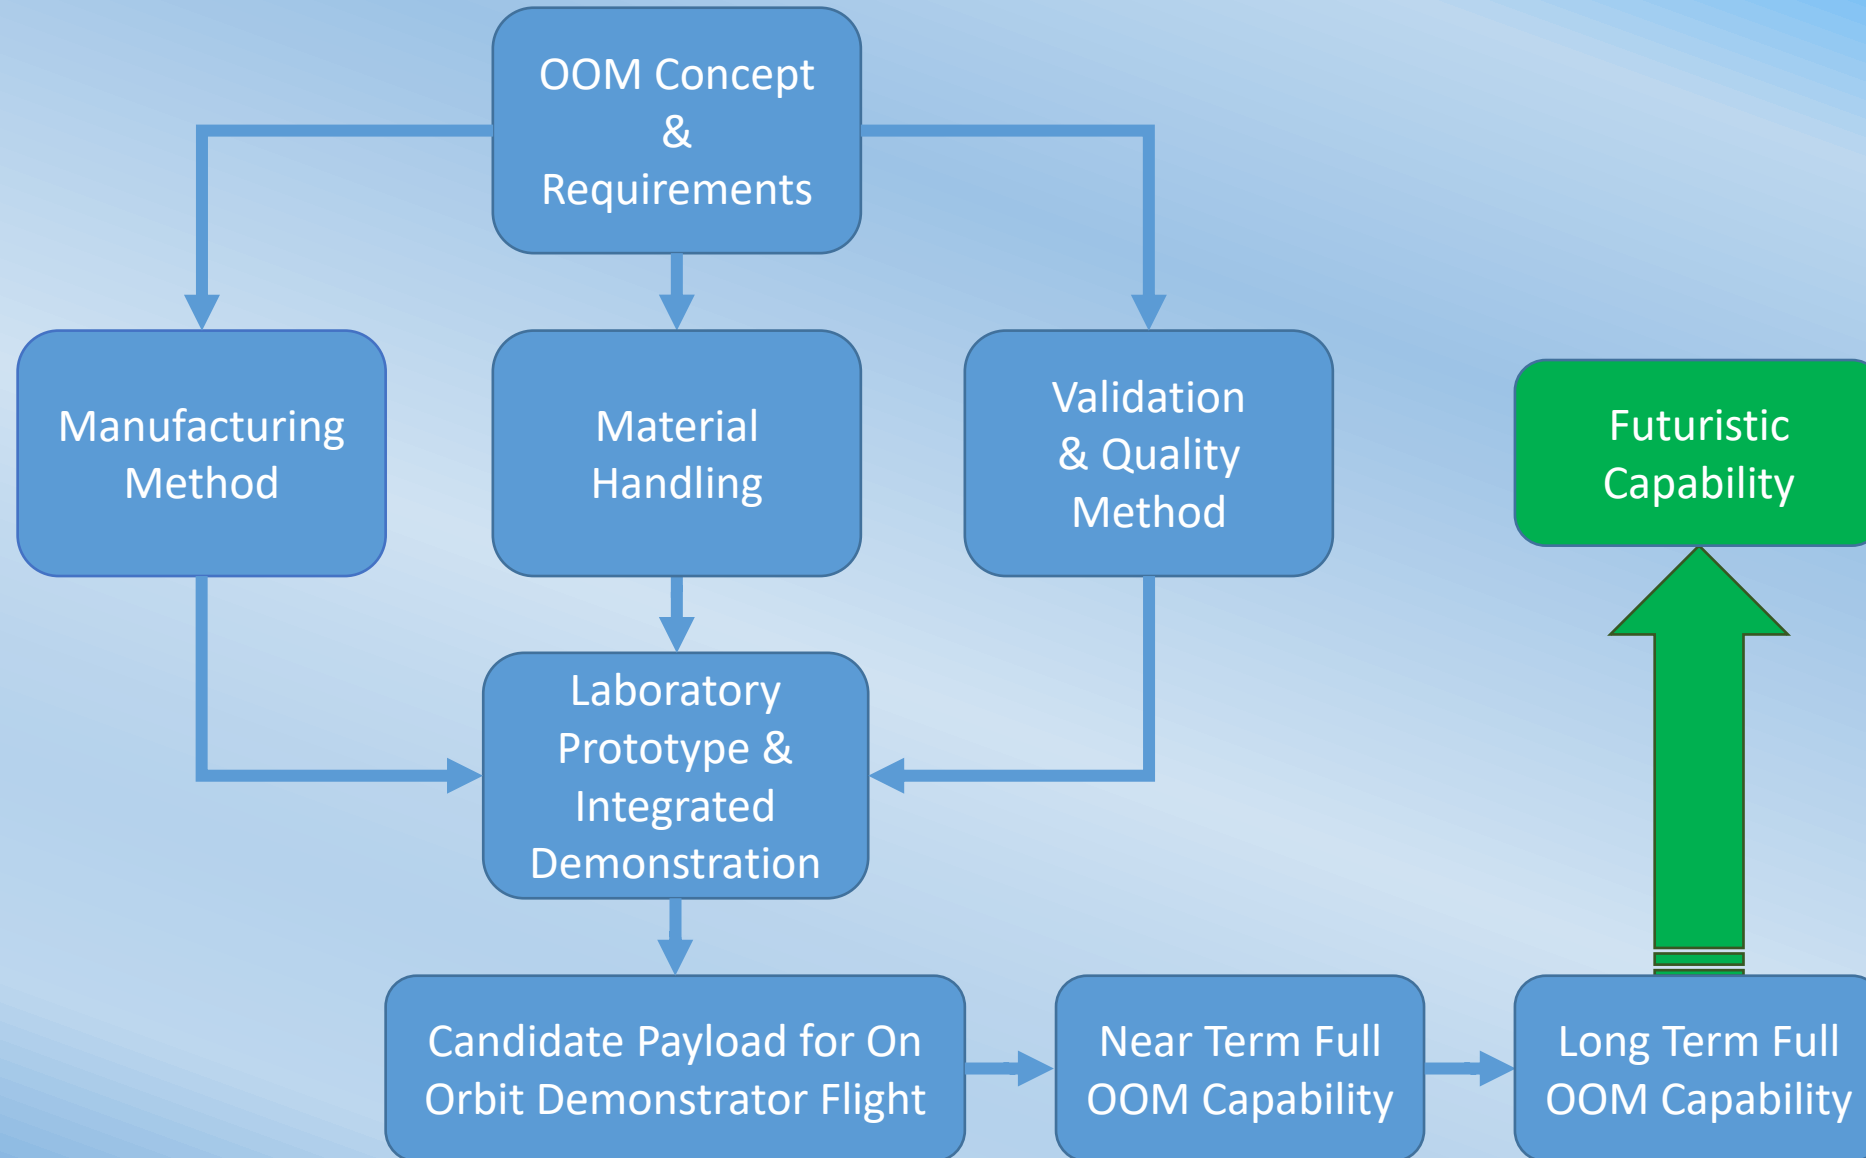 OOM Concept
&
Requirements
Manufacturing
Method
Material
Handling
Validation
& Quality
Method
Futuristic
Capability
Laboratory
Prototype &
Integrated
Demonstration
Candidate Payload for On
Orbit Demonstrator Flight
Near Term Full
OOM Capability
Long Term Full
OOM Capability